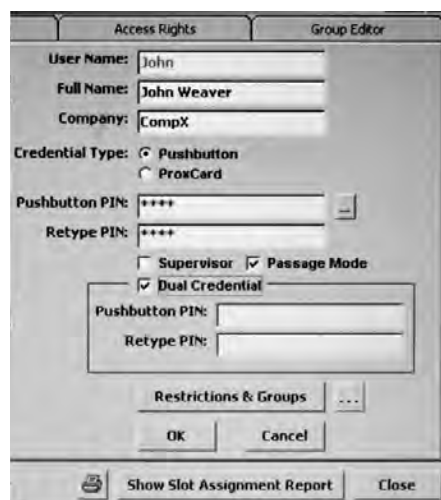 Access Rights Group Editor
User Name: John
Full Name: John Weaver
Company: CompX
Credential Type: Pushbutton
ProxCard
Pushbutton PIN: **** ...
Retype PIN: ****
Supervisor Passage Mode
Dual Credential
Pushbutton PIN:
Retype PIN:
Restrictions & Groups ...
OK Cancel
Show Slot Assignment Report Close